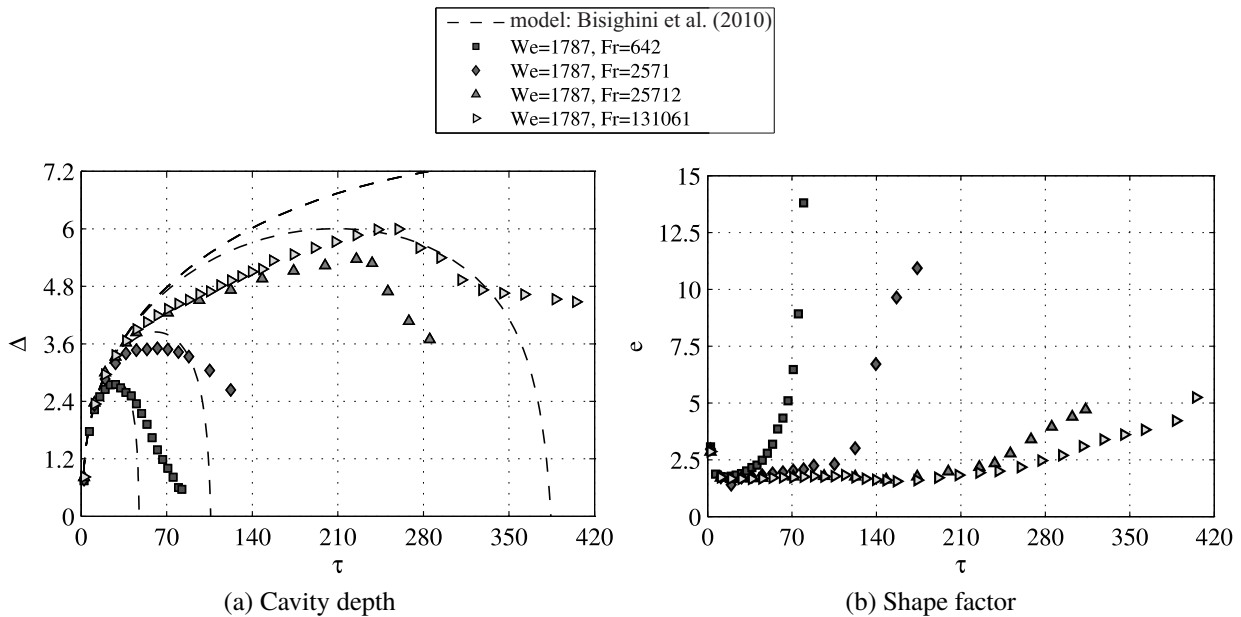 model: Bisighini et al. (2010)
We=1787, Fr=642
We=1787, Fr=2571
We=1787, Fr=25712
We=1787, Fr=131061
7.2
6
4.8
3.6
2.4
1.2
0
Δ
0 70 140 210 280 350 420
τ
(a) Cavity depth
15
12.5
10
7.5
5
2.5
0
e
0 70 140 210 280 350 420
τ
(b) Shape factor